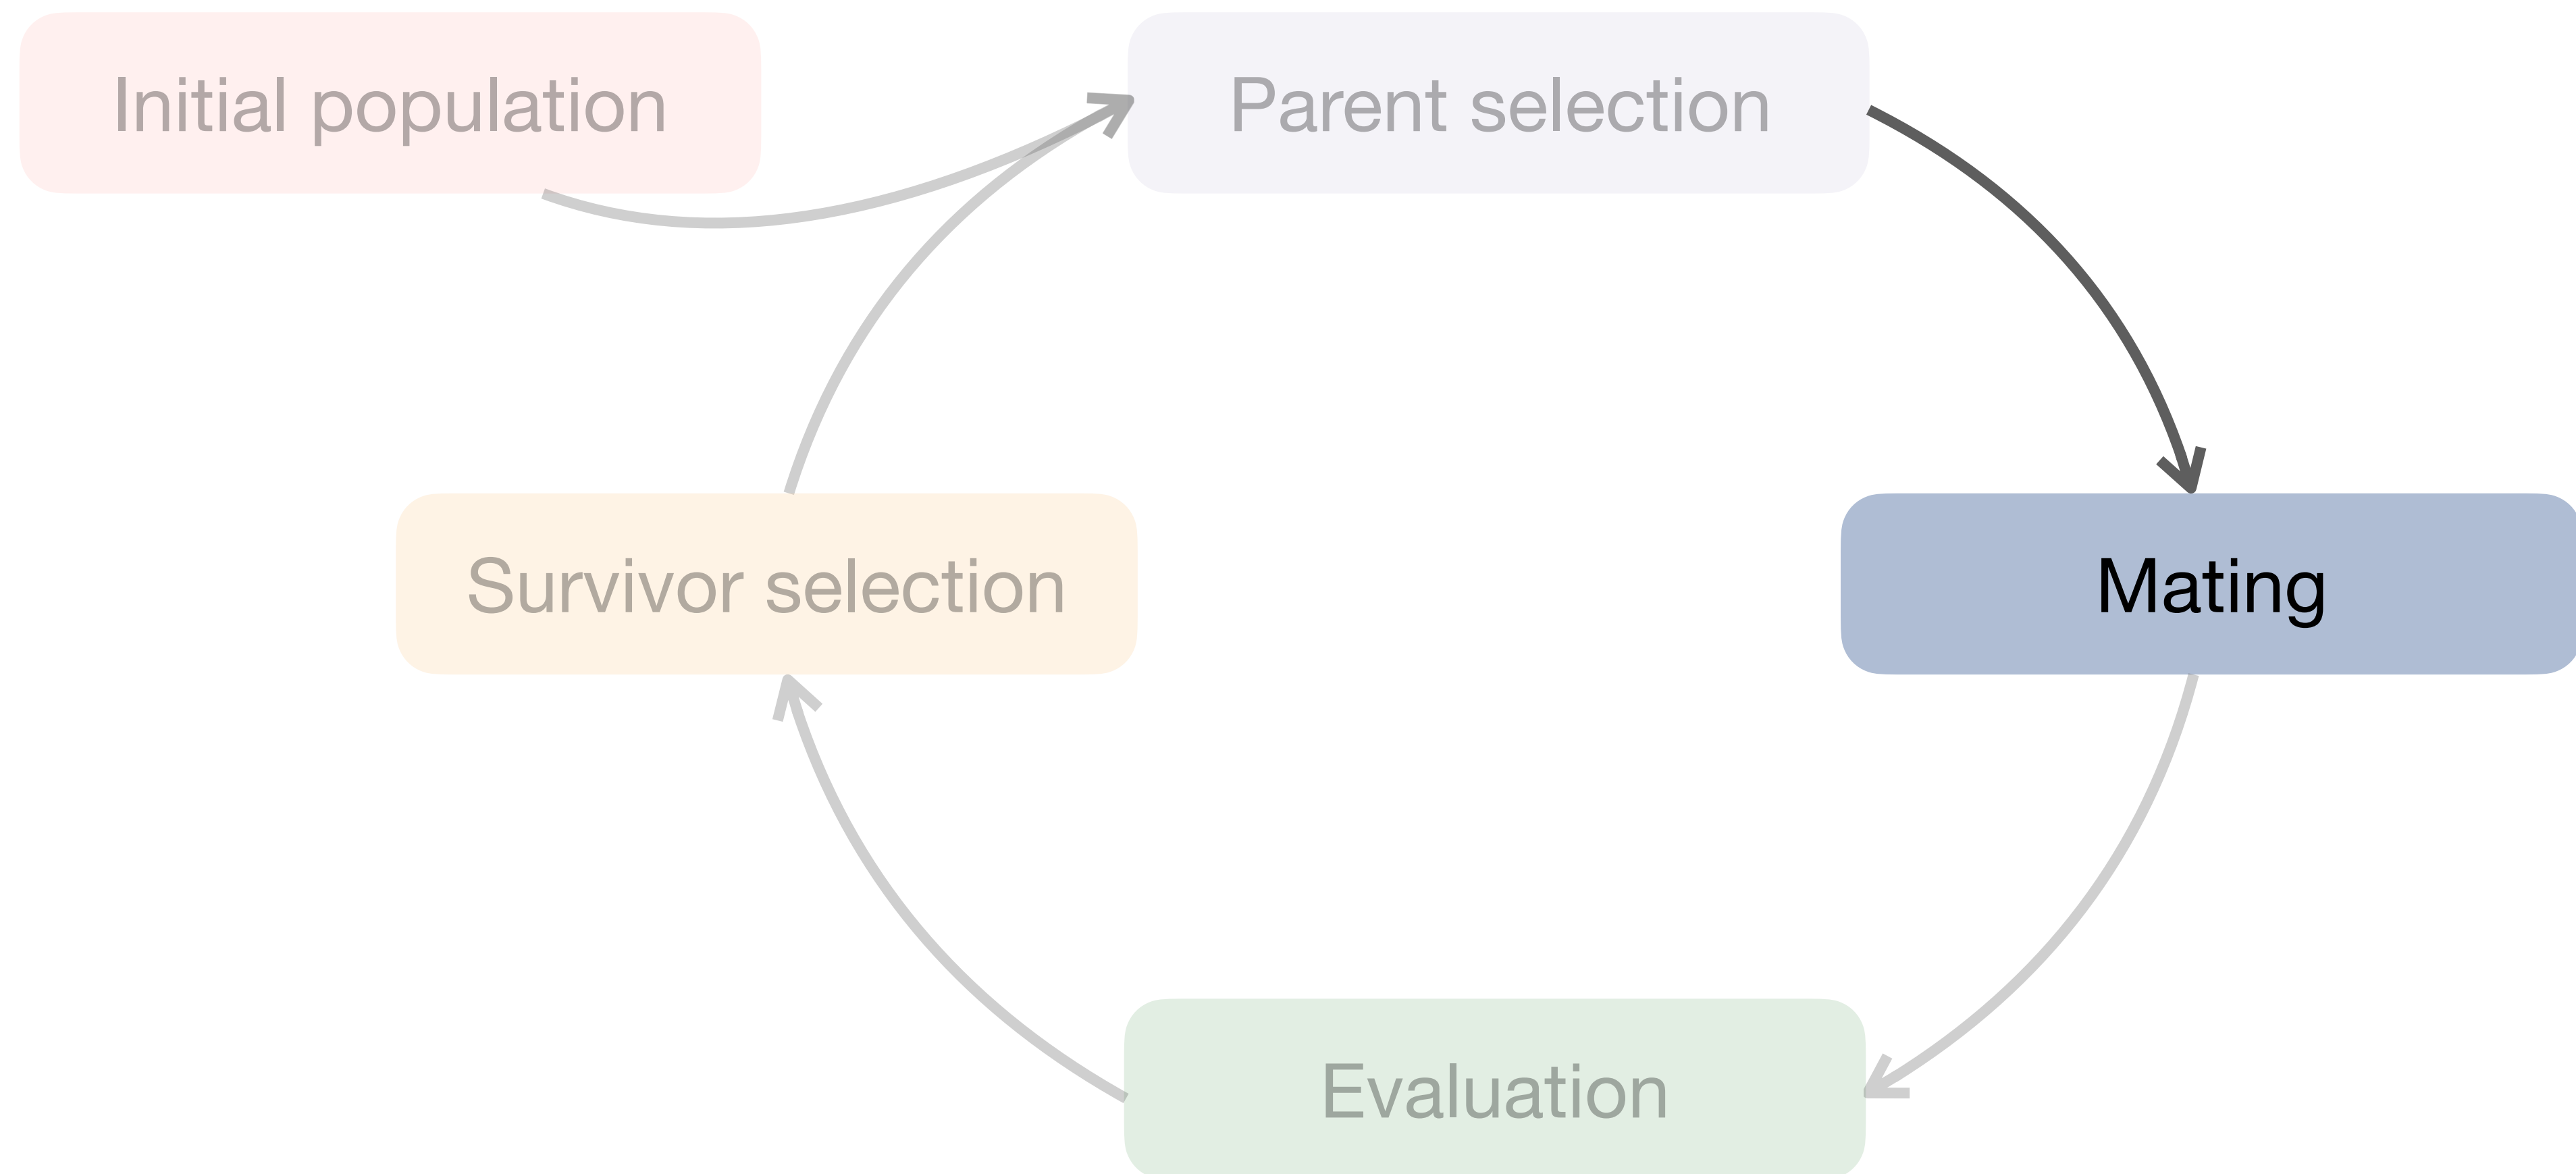 Initial population
Parent selection
Survivor selection
Mating
Evaluation